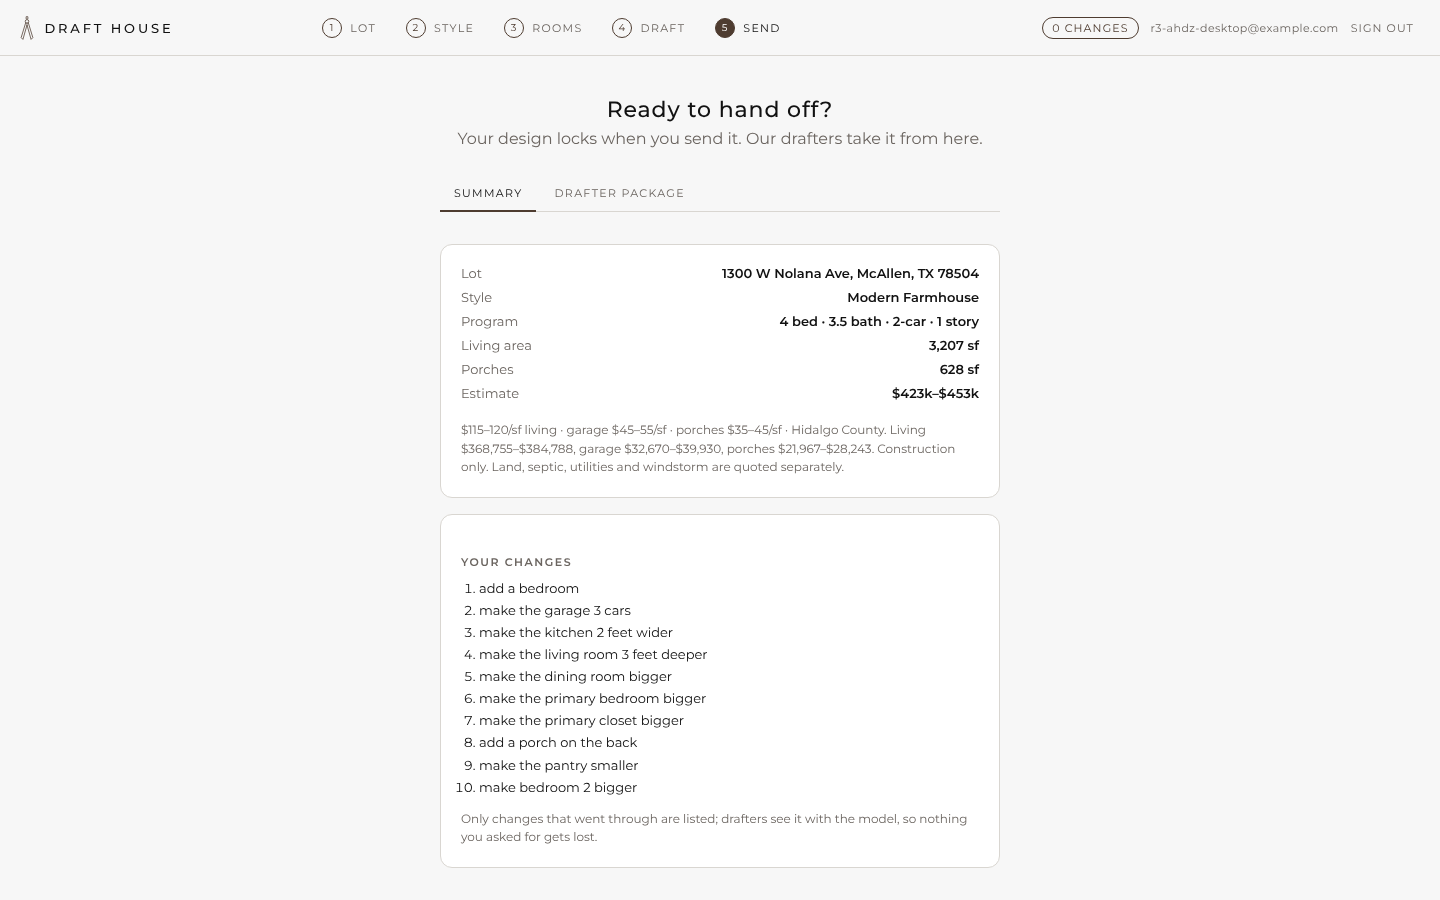 DRAFT HOUSE
1 LOT
2 STYLE
3 ROOMS
4 DRAFT
5 SEND
0 CHANGES
r3-ahdz-desktop@example.com
SIGN OUT
Ready to hand off?
Your design locks when you send it. Our drafters take it from here.
SUMMARY
DRAFTER PACKAGE
Lot 1300 W Nolana Ave, McAllen, TX 78504
Style Modern Farmhouse
Program 4 bed · 3.5 bath · 2-car · 1 story
Living area 3,207 sf
Porches 628 sf
Estimate $423k–$453k
$115–120/sf living · garage $45–55/sf · porches $35–45/sf · Hidalgo County. Living
$368,755–$384,788, garage $32,670–$39,930, porches $21,967–$28,243. Construction
only. Land, septic, utilities and windstorm are quoted separately.
YOUR CHANGES
1. add a bedroom
2. make the garage 3 cars
3. make the kitchen 2 feet wider
4. make the living room 3 feet deeper
5. make the dining room bigger
6. make the primary bedroom bigger
7. make the primary closet bigger
8. add a porch on the back
9. make the pantry smaller
10. make bedroom 2 bigger
Only changes that went through are listed; drafters see it with the model, so nothing
you asked for gets lost.